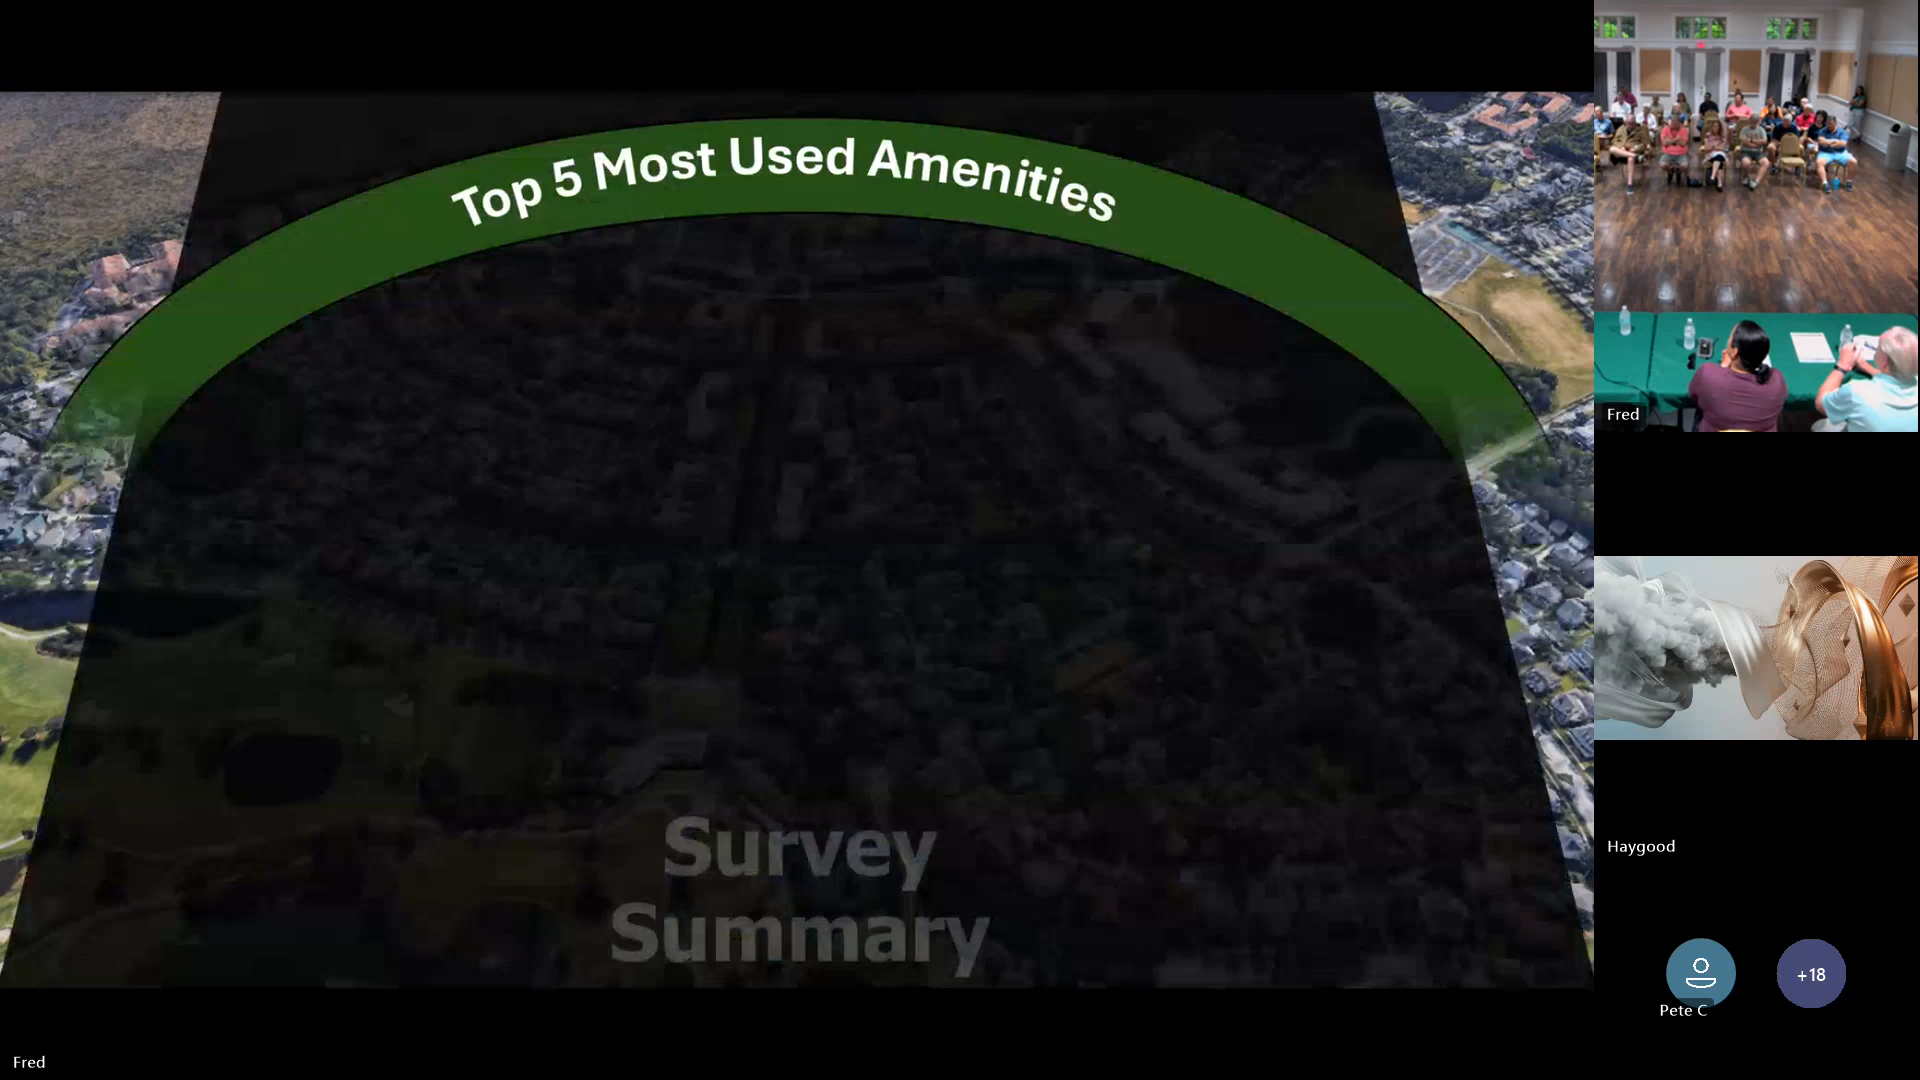 Top 5 Most Used Amenities
Survey
Summary
Fred
Fred
Haygood
Pete C
+18